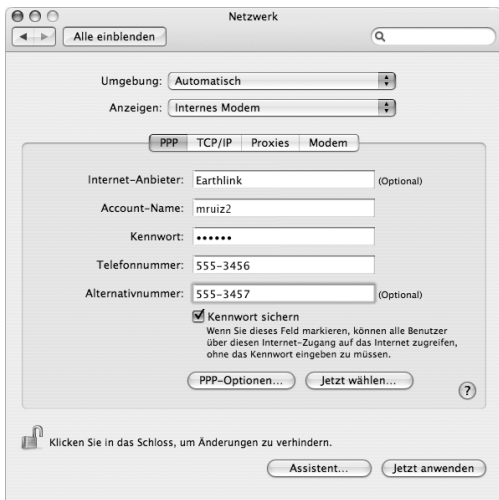 Netzwerk
Alle einblenden
Umgebung: Automatisch
Anzeigen: Internes Modem
PPP TCP/IP Proxies Modem
Internet-Anbieter: Earthlink (Optional)
Account-Name: mruiz2
Kennwort: ••••••
Telefonnummer: 555-3456
Alternativnummer: 555-3457 (Optional)
Kennwort sichern
Wenn Sie dieses Feld markieren, können alle Benutzer
über diesen Internet-Zugang auf das Internet zugreifen,
ohne das Kennwort eingeben zu müssen.
PPP-Optionen... Jetzt wählen...
?
Klicken Sie in das Schloss, um Änderungen zu verhindern.
Assistent... Jetzt anwenden